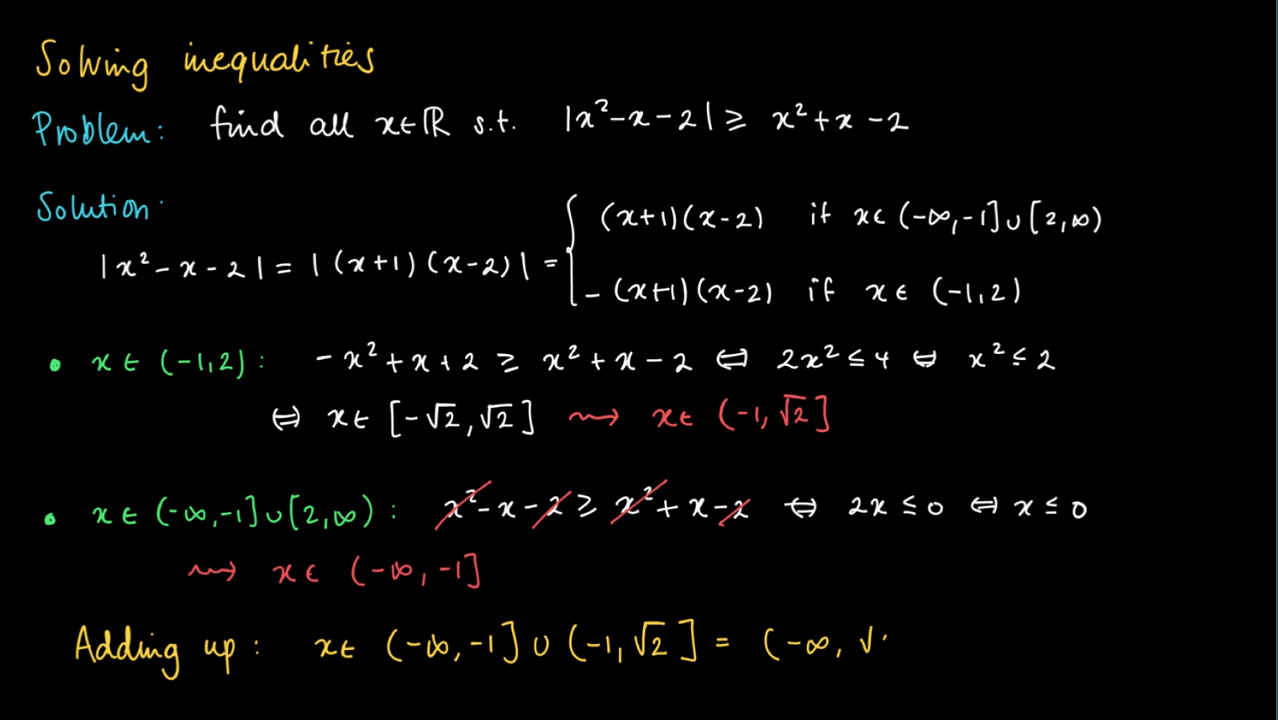 Solving inequalities
Problem: find all x∈ℝ s.t. |x²-x-2| ≥ x²+x-2
Solution:
(x+1)(x-2) if x∈(-∞,-1]∪[2,∞)
|x²-x-2| = |(x+1)(x-2)| = {
-(x+1)(x-2) if x∈(-1,2)
• x∈(-1,2): -x²+x+2 ≥ x²+x-2 ⇔ 2x² ≤ 4 ⇔ x² ≤ 2
⇔ x∈[-√2,√2] ⇝ x∈(-1,√2]
• x∈(-∞,-1]∪[2,∞): x²-x-2 ≥ x²+x-2 ⇔ 2x ≤ 0 ⇔ x ≤ 0
⇝ x∈(-∞,-1]
Adding up: x∈(-∞,-1]∪(-1,√2] = (-∞, √